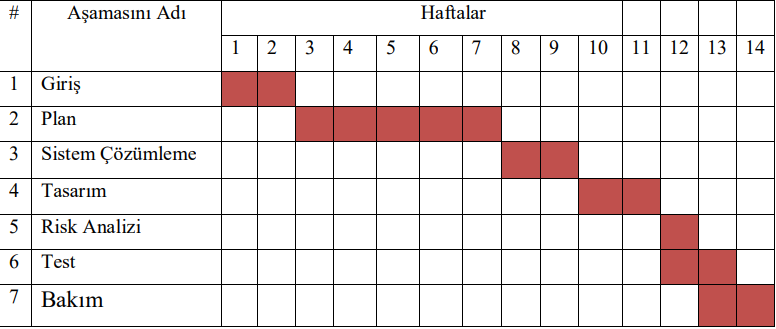 # Aşamasını Adı Haftalar
1 2 3 4 5 6 7 8 9 10 11 12 13 14
1 Giriş
2 Plan
3 Sistem Çözümleme
4 Tasarım
5 Risk Analizi
6 Test
7 Bakım